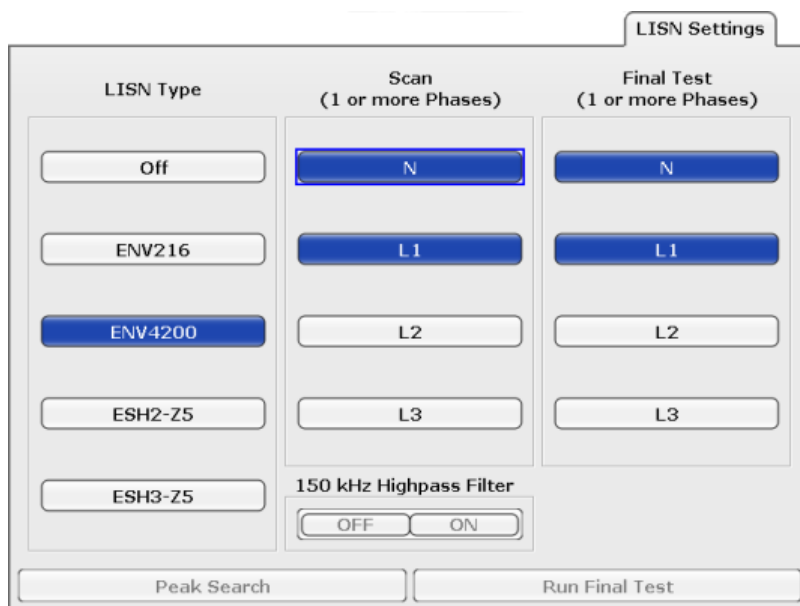 LISN Settings
LISN Type
Scan
(1 or more Phases)
Final Test
(1 or more Phases)
Off
N
N
ENV216
L1
L1
ENV4200
L2
L2
ESH2-Z5
L3
L3
ESH3-Z5
150 kHz Highpass Filter
OFF
ON
Peak Search
Run Final Test